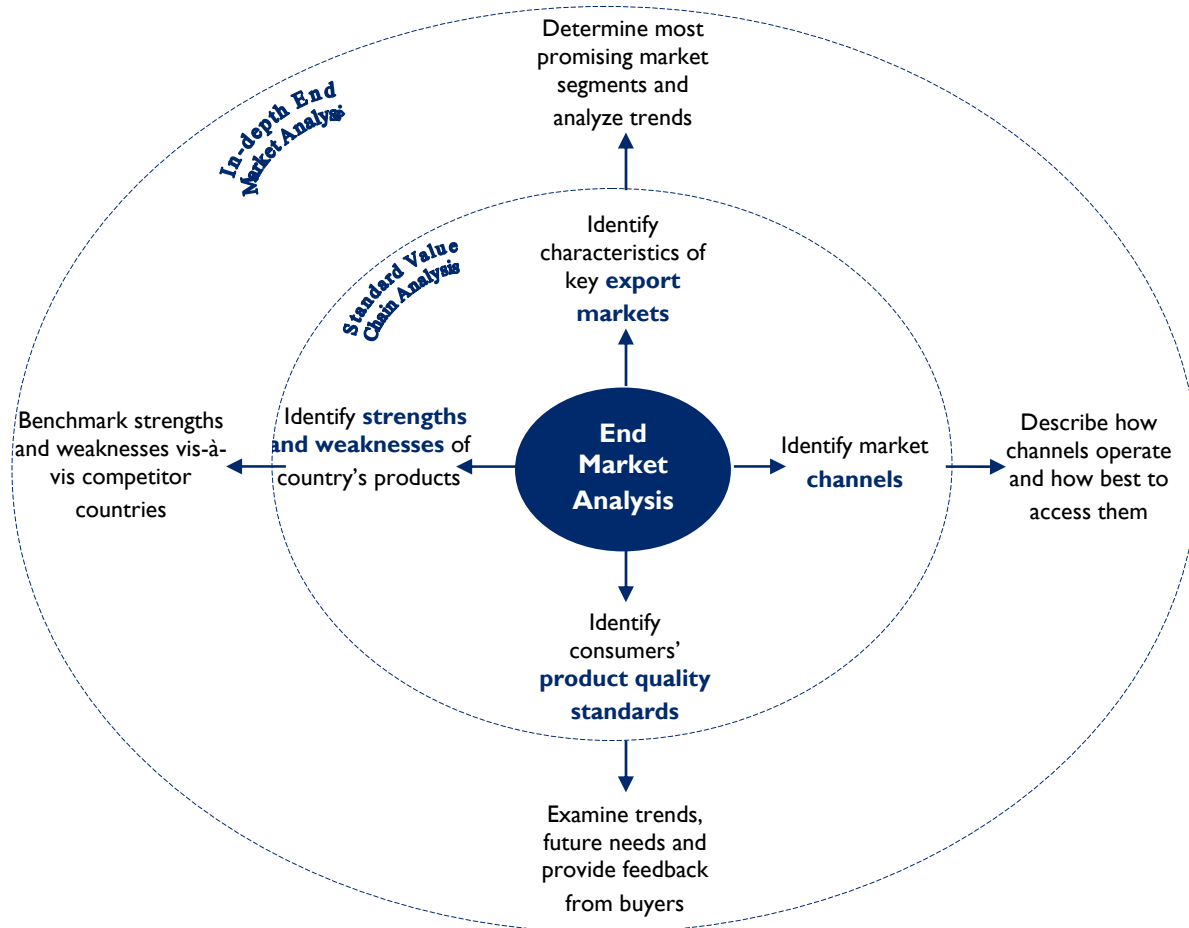 Determine most
promising market
segments and
analyze trends
In-depth End
Market Analysis
Identify
characteristics of
key export
markets
Standard Value
Chain Analysis
Benchmark strengths
and weaknesses vis-à-
vis competitor
countries
Identify strengths
and weaknesses of
country's products
End
Market
Analysis
Identify market
channels
Describe how
channels operate
and how best to
access them
Identify
consumers'
product quality
standards
Examine trends,
future needs and
provide feedback
from buyers